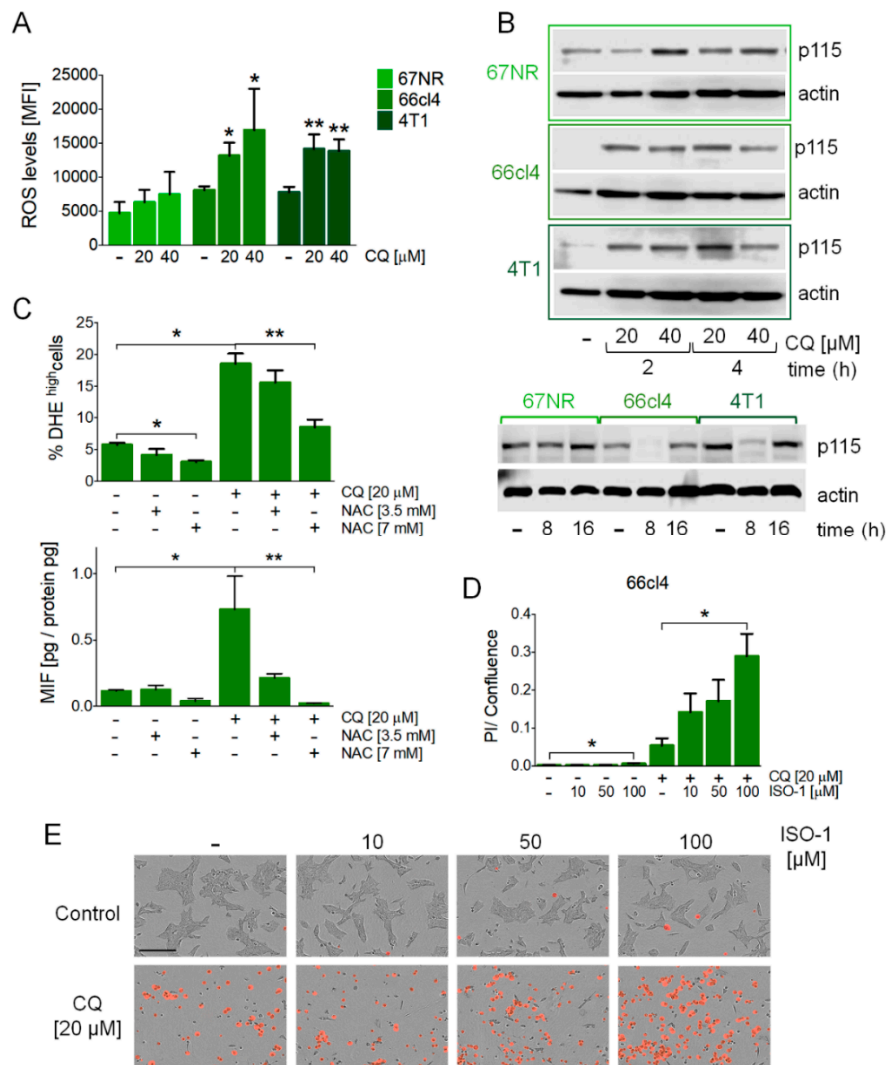 A
ROS levels [MFI]
25000
20000
15000
10000
5000
0
* * ** **
67NR
66cl4
4T1
- 20 40 - 20 40 - 20 40 CQ [µM]
B
67NR
p115
actin
66cl4
p115
actin
4T1
p115
actin
- 20 40 20 40 CQ [µM]
2 4 time (h)
67NR 66cl4 4T1
p115
actin
- 8 16 - 8 16 - 8 16 time (h)
C
% DHE high cells
20
15
10
5
0
* **
*
- - - + + + CQ [20 µM]
- + - - + - NAC [3.5 mM]
- - + - - + NAC [7 mM]
MIF [pg / protein pg]
1.0
0.5
0.0
* **
- - - + + + CQ [20 µM]
- + - - + - NAC [3.5 mM]
- - + - - + NAC [7 mM]
D
66cl4
PI/ Confluence
0.4
0.3
0.2
0.1
0.0
*
*
- - - - + + + + CQ [20 µM]
- 10 50 100 - 10 50 100 ISO-1 [µM]
E
- 10 50 100 ISO-1
[µM]
Control
CQ
[20 µM]